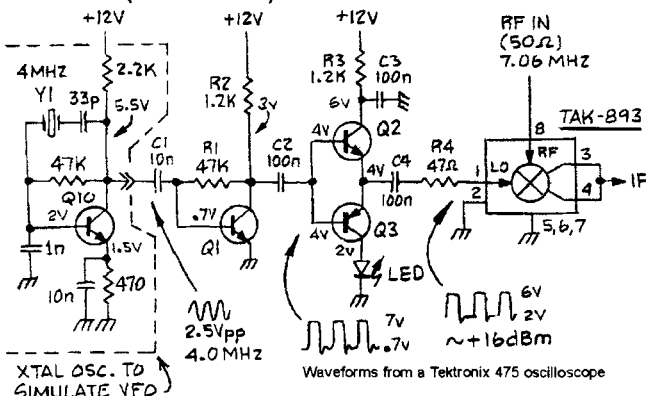 +12V
+12V
+12V
RF IN
(50Ω)
7.06 MHZ
4MHZ
Y1
33p
2.2K
5.5V
R2
1.2K
3V
R3
1.2K
C3
100n
6V
TAK-893
47K
Q10
2V
1n
1.5V
10n
470
C1
10n
R1
47K
.7V
Q1
C2
100n
4V
Q2
4V
4V
Q3
2V
LED
C4
100n
R4
47Ω
8
1
LO
RF
2
3
4
IF
5,6,7
2.5Vpp
4.0 MHZ
7V
.7V
6V
2V
~+16dBm
XTAL OSC. TO
SIMULATE VFO
Waveforms from a Tektronix 475 oscilloscope